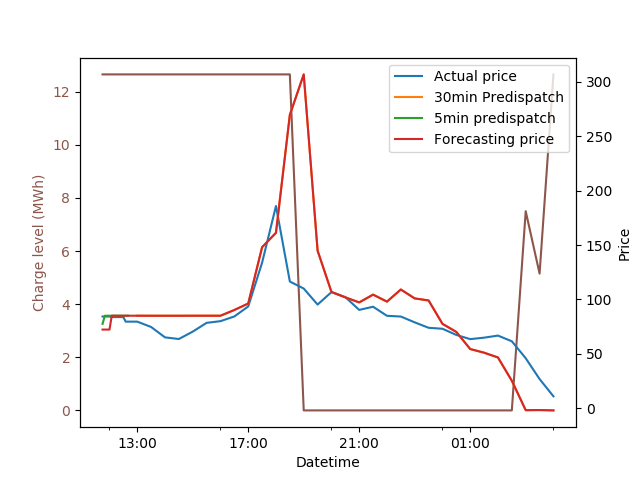 Actual price
30min Predispatch
5min predispatch
Forecasting price
12
10
8
6
4
2
0
300
250
200
150
100
50
0
Charge level (MWh)
Price
13:00 17:00 21:00 01:00
Datetime